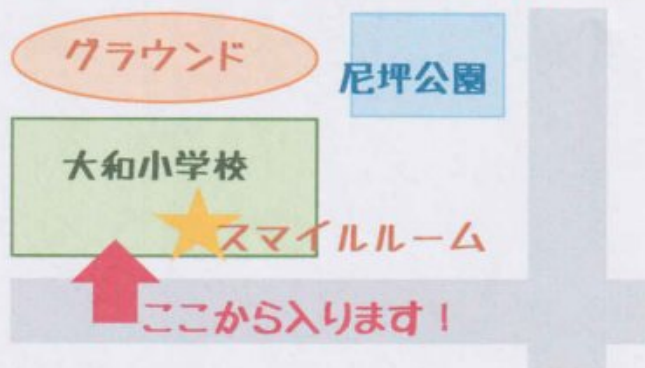 グラウンド
尼坪公園
大和小学校
スマイルルーム
ここから入ります！